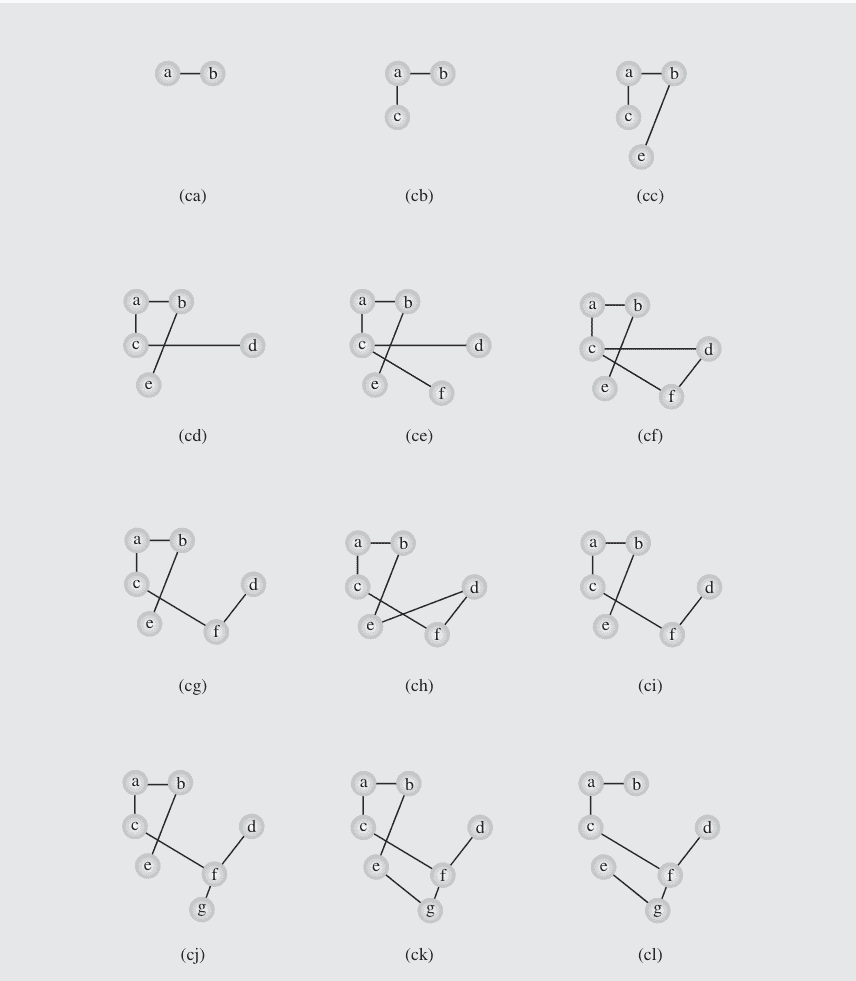 a b a b a b
c c c
e
(ca) (cb) (cc)
a b a b a b
c d c d c d
e e f e f
(cd) (ce) (cf)
a b a b a b
c d c d c d
e f e f e f
(cg) (ch) (ci)
a b a b a b
c d c d c d
e f e f e f
g g g
(cj) (ck) (cl)